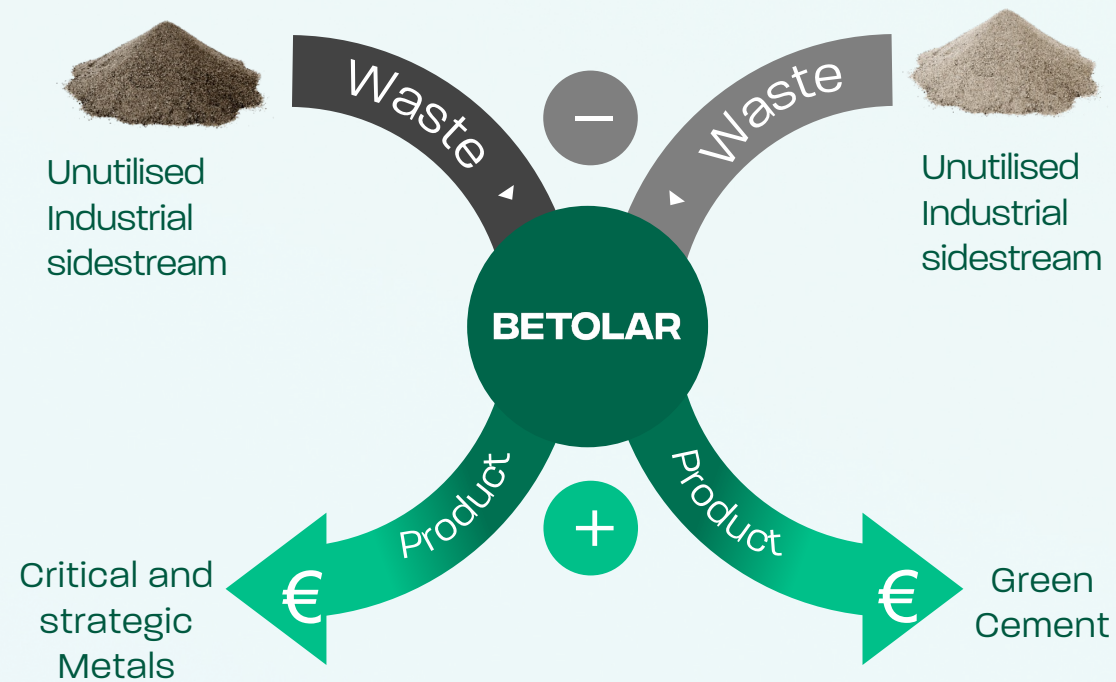 Waste
Waste
−
Unutilised
Industrial
sidestream
Unutilised
Industrial
sidestream
BETOLAR
Product
Product
+
€
€
Critical and
strategic
Metals
Green
Cement